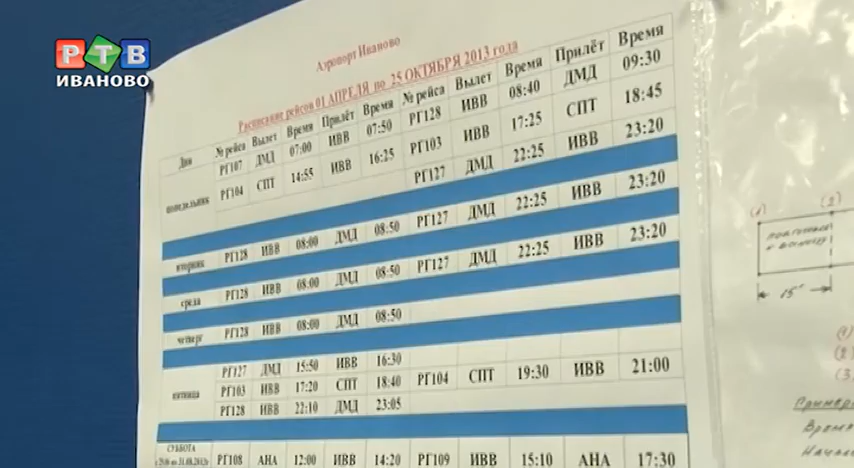 РТВ
ИВАНОВО
Аэропорт Иваново
Расписание рейсов 01 АПРЕЛЯ по 25 ОКТЯБРЯ 2013 года
Дни № рейса Вылет Время Прилёт Время № рейса Вылет Время Прилёт Время
понедельник
РГ107 ДМД 07:00 ИВВ 07:50 РГ128 ИВВ 08:40 ДМД 09:30
РГ104 СПТ 14:55 ИВВ 16:25 РГ103 ИВВ 17:25 СПТ 18:45
РГ127 ДМД 22:25 ИВВ 23:20
вторник РГ128 ИВВ 08:00 ДМД 08:50 РГ127 ДМД 22:25 ИВВ 23:20
среда РГ128 ИВВ 08:00 ДМД 08:50 РГ127 ДМД 22:25 ИВВ 23:20
четверг РГ128 ИВВ 08:00 ДМД 08:50
пятница
РГ127 ДМД 15:50 ИВВ 16:30
РГ103 ИВВ 17:20 СПТ 18:40 РГ104 СПТ 19:30 ИВВ 21:00
РГ128 ИВВ 22:10 ДМД 23:05
СУББОТА
РГ108 АНА 12:00 ИВВ 14:20 РГ109 ИВВ 15:10 АНА 17:30
(1) (2)
15"
(1)
(2)
(3.
Время